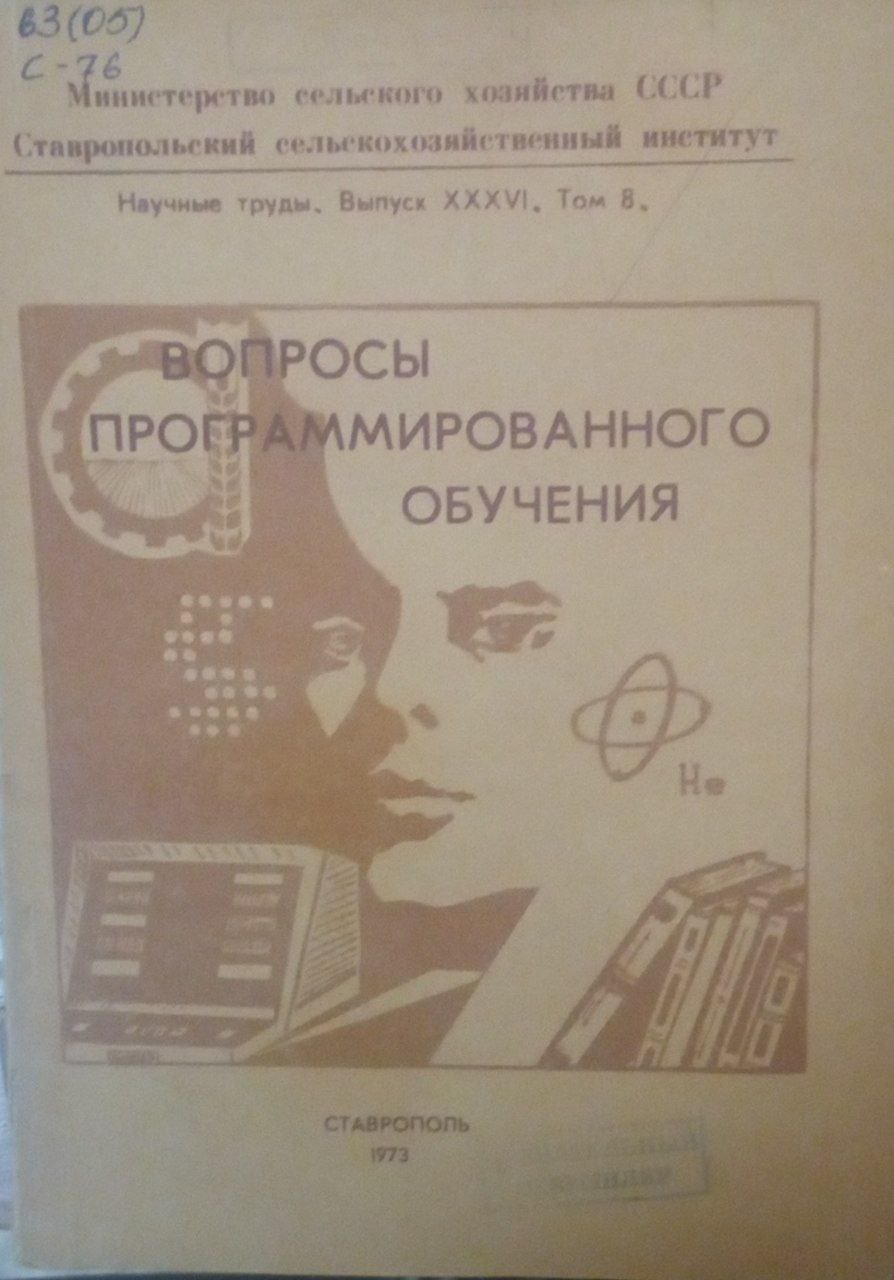 63(05)
С-76
Министерство сельского хозяйства СССР
Ставропольский сельскохозяйственный институт
Научные труды. Выпуск XXXVI. Том 8.
ВОПРОСЫ
ПРОГРАММИРОВАННОГО
ОБУЧЕНИЯ
He
СТАВРОПОЛЬ
1973